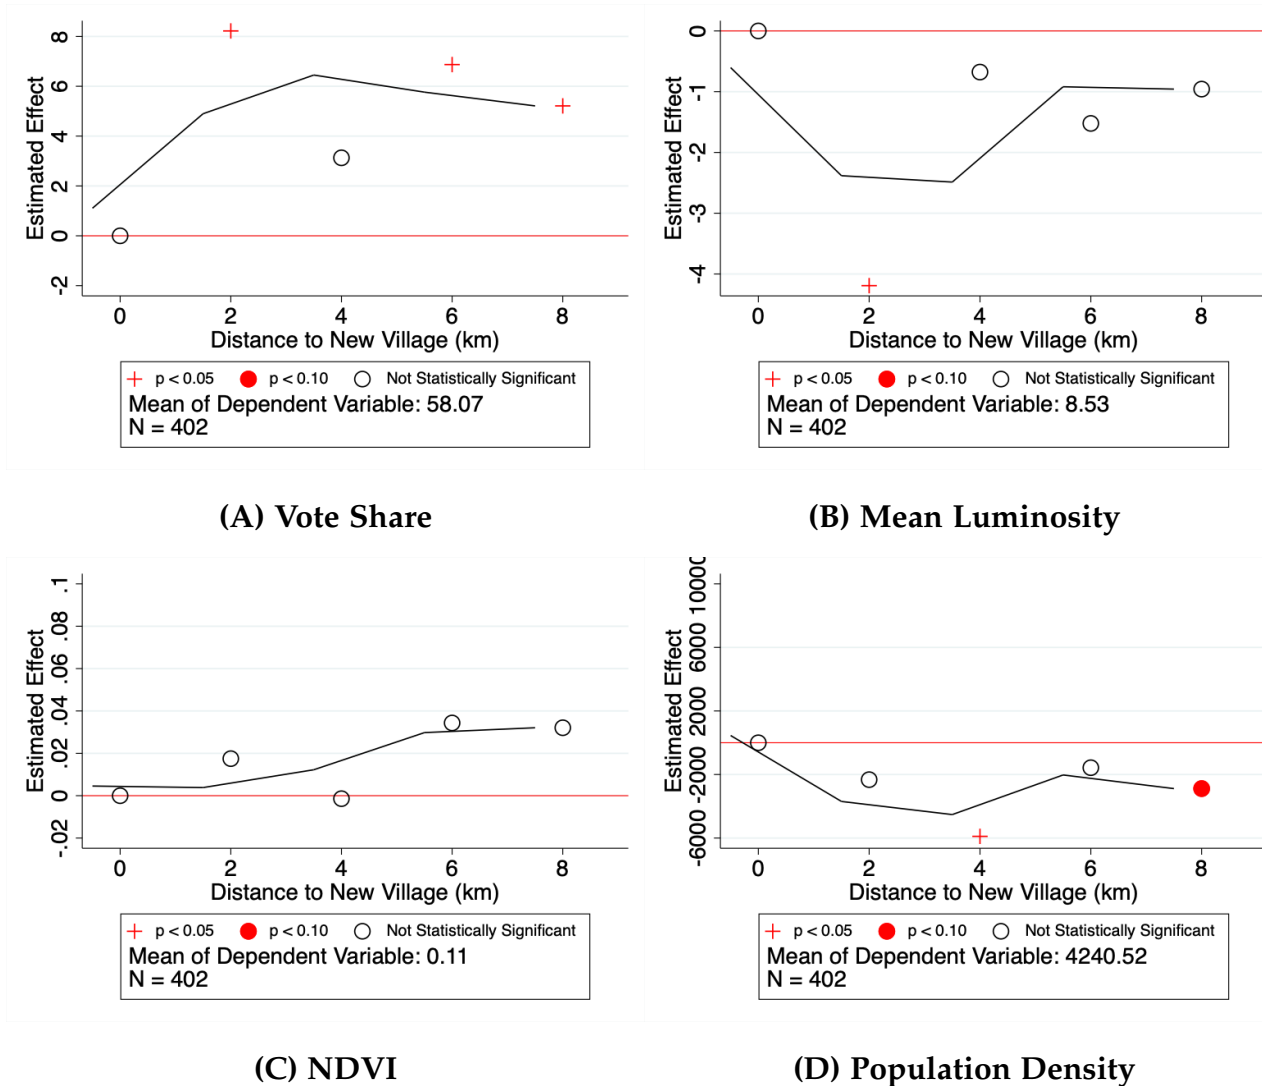 Estimated Effect
8
6
4
2
0
-2
0 2 4 6 8
Distance to New Village (km)
p < 0.05 p < 0.10 Not Statistically Significant
Mean of Dependent Variable: 58.07
N = 402
(A) Vote Share
Estimated Effect
0
-1
-2
-3
-4
0 2 4 6 8
Distance to New Village (km)
p < 0.05 p < 0.10 Not Statistically Significant
Mean of Dependent Variable: 8.53
N = 402
(B) Mean Luminosity
Estimated Effect
.1
.08
.06
.04
.02
0
-.02
0 2 4 6 8
Distance to New Village (km)
p < 0.05 p < 0.10 Not Statistically Significant
Mean of Dependent Variable: 0.11
N = 402
(C) NDVI
Estimated Effect
10000
6000
2000
-2000
-6000
0 2 4 6 8
Distance to New Village (km)
p < 0.05 p < 0.10 Not Statistically Significant
Mean of Dependent Variable: 4240.52
N = 402
(D) Population Density